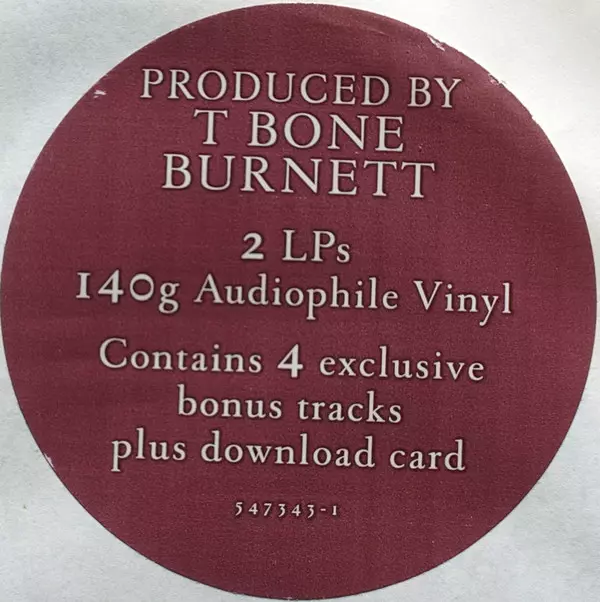 PRODUCED BY
T BONE
BURNETT
2 LPs
140g Audiophile Vinyl
Contains 4 exclusive
bonus tracks
plus download card
547343-1